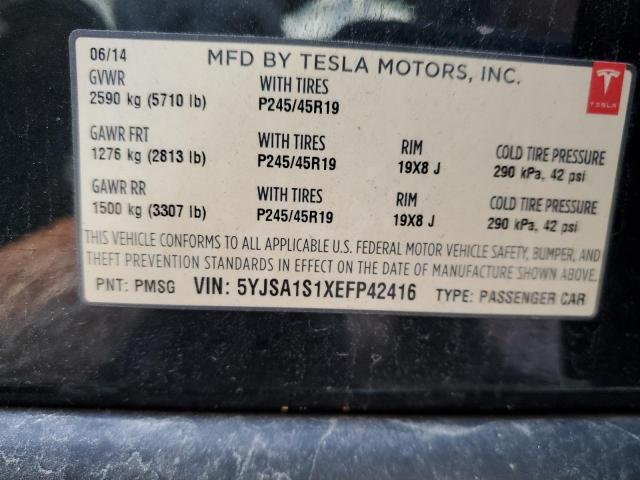 06/14 MFD BY TESLA MOTORS, INC.
GVWR WITH TIRES
2590 kg (5710 lb) P245/45R19
TESLA
GAWR FRT WITH TIRES RIM COLD TIRE PRESSURE
1276 kg (2813 lb) P245/45R19 19X8 J 290 kPa, 42 psi
GAWR RR WITH TIRES RIM COLD TIRE PRESSURE
1500 kg (3307 lb) P245/45R19 19X8 J 290 kPa, 42 psi
THIS VEHICLE CONFORMS TO ALL APPLICABLE U.S. FEDERAL MOTOR VEHICLE SAFETY, BUMPER, AND
THEFT PREVENTION STANDARDS IN EFFECT ON THE DATE OF MANUFACTURE SHOWN ABOVE.
PNT: PMSG VIN: 5YJSA1S1XEFP42416 TYPE: PASSENGER CAR